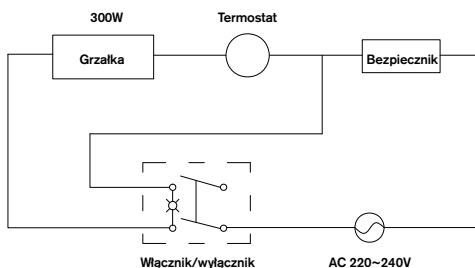 300W
Termostat
Grzałka
Bezpiecznik
Włącznik/wyłącznik
AC 220~240V